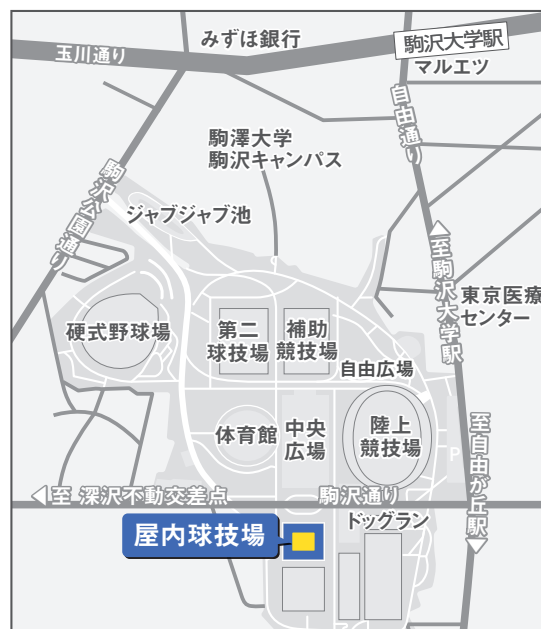 みずほ銀行
駒沢大学駅
マルエツ
玉川通り
自由通り
駒澤大学
駒沢キャンパス
駒沢公園通り
ジャブジャブ池
至駒沢大学駅
東京医療
センター
硬式野球場
第二
球技場
補助
競技場
自由広場
体育館
中央
広場
陸上
競技場
P
至自由が丘駅
至 深沢不動交差点
駒沢通り
屋内球技場
ドッグラン